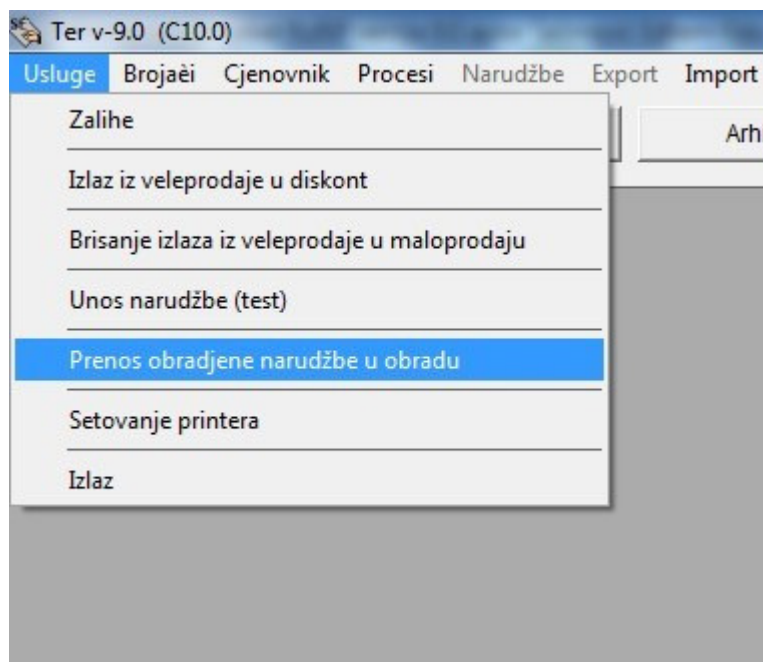 Ter v-9.0 (C10.0)
Usluge Brojaèi Cjenovnik Procesi Narudžbe Export Import
Arh
Zalihe
Izlaz iz veleprodaje u diskont
Brisanje izlaza iz veleprodaje u maloprodaju
Unos narudžbe (test)
Prenos obradjene narudžbe u obradu
Setovanje printera
Izlaz